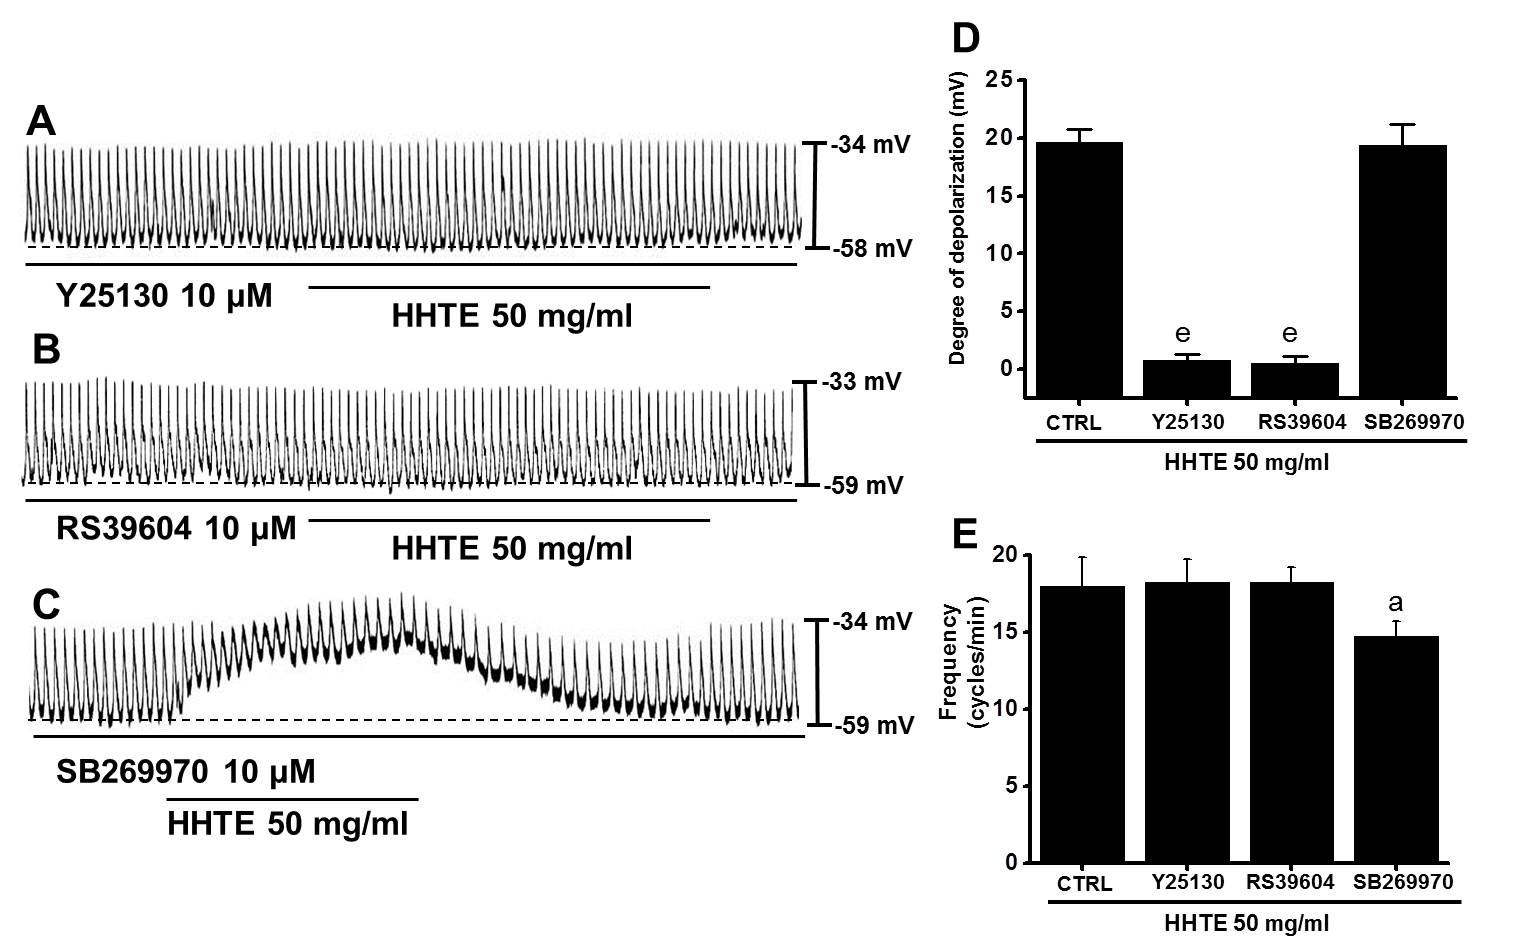 A
-34 mV
-58 mV
Y25130 10 µM
HHTE 50 mg/ml
B
-33 mV
-59 mV
RS39604 10 µM
HHTE 50 mg/ml
C
-34 mV
-59 mV
SB269970 10 µM
HHTE 50 mg/ml
D
Degree of depolarization (mV)
25
20
15
10
5
0
e
e
CTRL
Y25130
RS39604
SB269970
HHTE 50 mg/ml
E
Frequency
(cycles/min)
20
15
10
5
0
a
CTRL
Y25130
RS39604
SB269970
HHTE 50 mg/ml